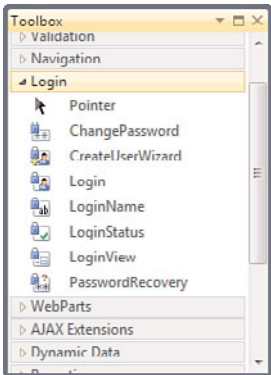 Toolbox
Validation
Navigation
Login
Pointer
ChangePassword
CreateUserWizard
Login
LoginName
LoginStatus
LoginView
PasswordRecovery
WebParts
AJAX Extensions
Dynamic Data